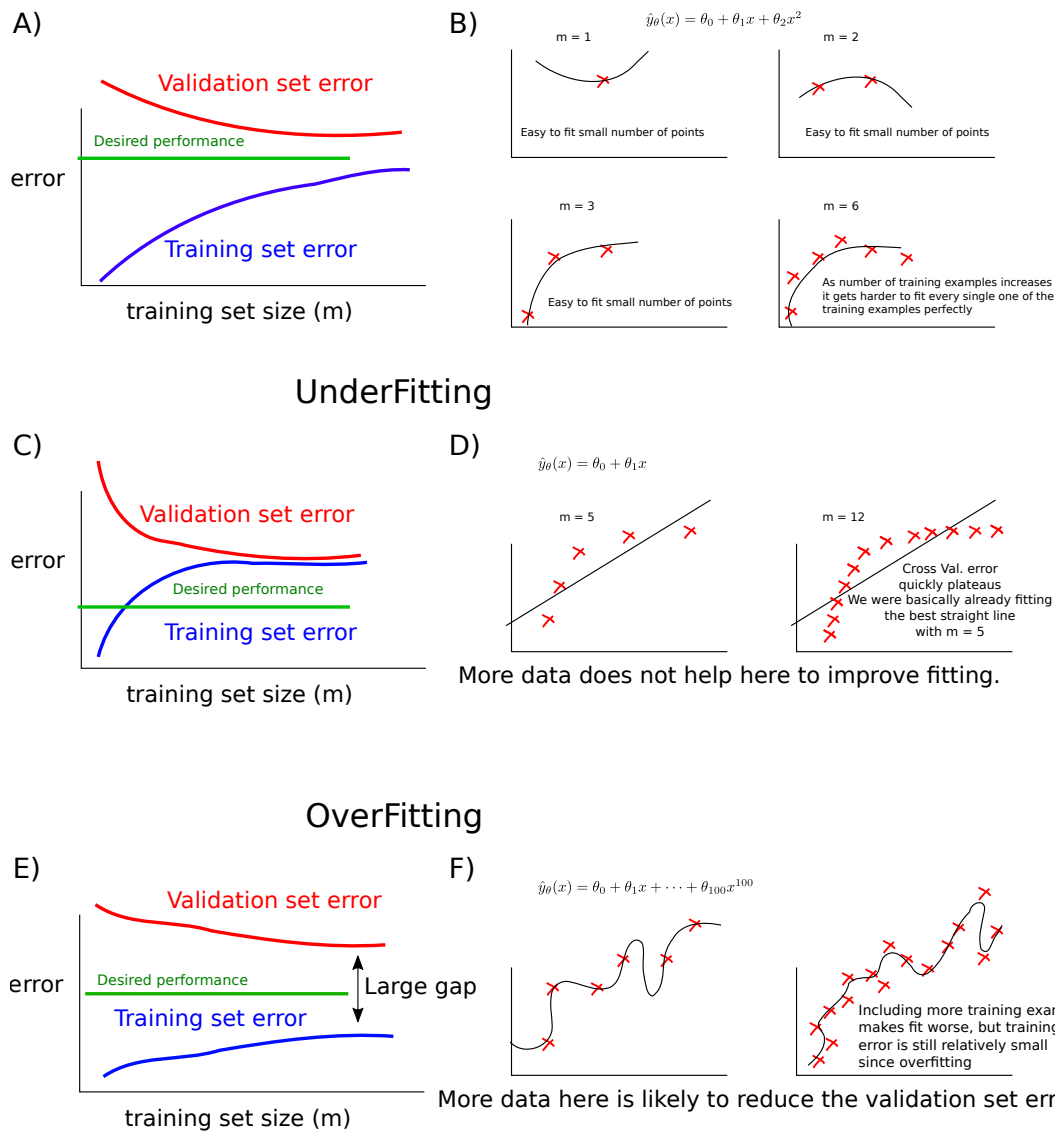 A)
Validation set error
Desired performance
error
Training set error
training set size (m)
B)
ŷθ(x) = θ0 + θ1x + θ2x²
m = 1
Easy to fit small number of points
m = 2
Easy to fit small number of points
m = 3
Easy to fit small number of points
m = 6
As number of training examples increases
it gets harder to fit every single one of the
training examples perfectly
UnderFitting
C)
Validation set error
error
Desired performance
Training set error
training set size (m)
D)
ŷθ(x) = θ0 + θ1x
m = 5
m = 12
Cross Val. error
quickly plateaus
We were basically already fitting
the best straight line
with m = 5
More data does not help here to improve fitting.
OverFitting
E)
Validation set error
Desired performance
error
Large gap
Training set error
training set size (m)
F)
ŷθ(x) = θ0 + θ1x + ⋯ + θ100x¹⁰⁰
Including more training exa
makes fit worse, but training
error is still relatively small
since overfitting
More data here is likely to reduce the validation set err